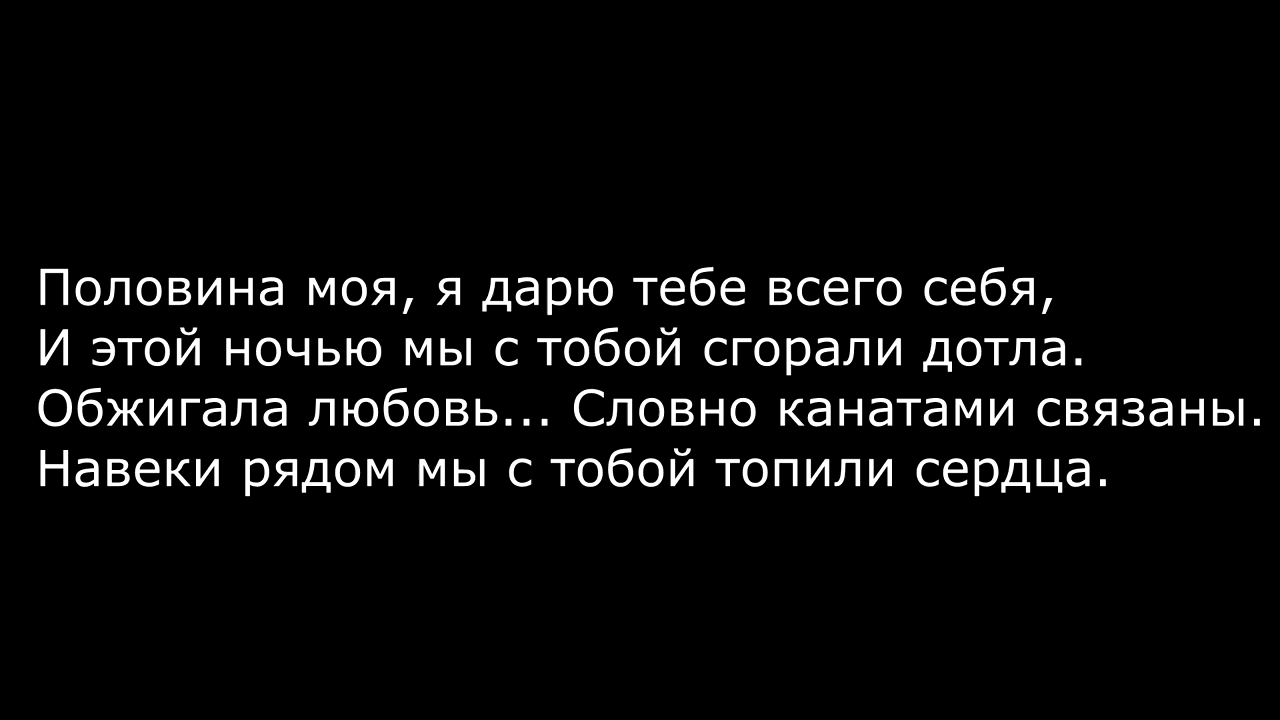 Половина моя, я дарю тебе всего себя,
И этой ночью мы с тобой сгорали дотла.
Обжигала любовь... Словно канатами связаны.
Навеки рядом мы с тобой топили сердца.